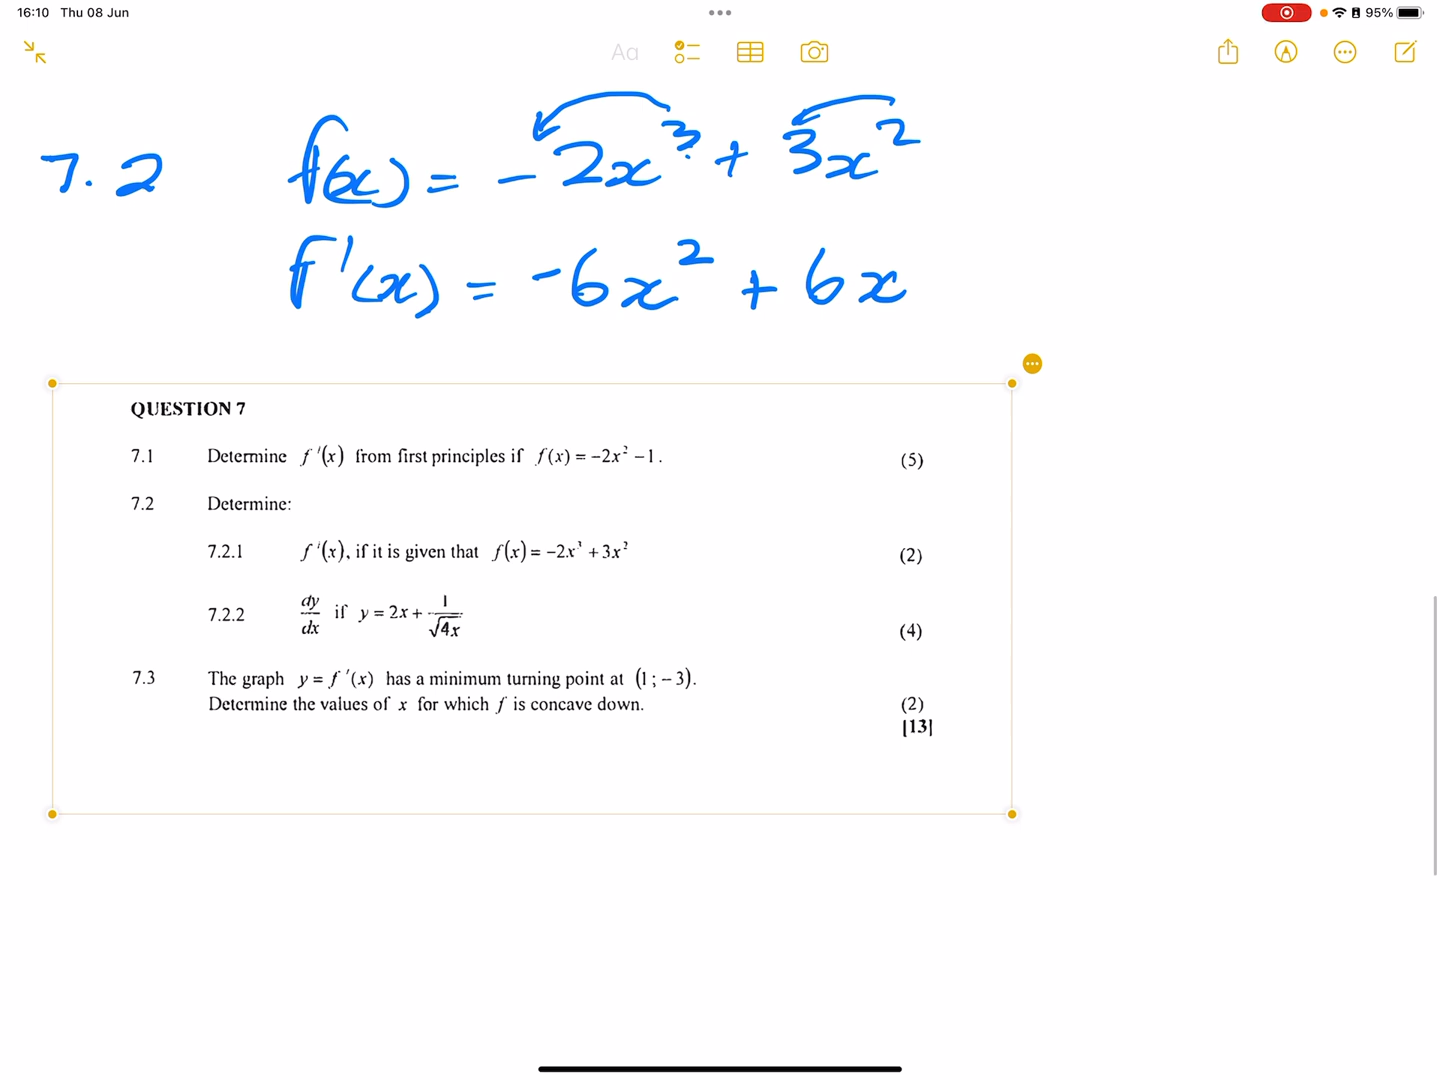 16:10 Thu 08 Jun
95%
Aa
7.2 f(x) = -2x³ + 3x²
f'(x) = -6x² + 6x
QUESTION 7
7.1 Determine f '(x) from first principles if f(x) = −2x² − 1. (5)
7.2 Determine:
7.2.1 f '(x), if it is given that f(x) = −2x³ + 3x² (2)
7.2.2 dy/dx if y = 2x + 1/√4x (4)
7.3 The graph y = f '(x) has a minimum turning point at (1 ; − 3).
Determine the values of x for which f is concave down. (2)
[13]